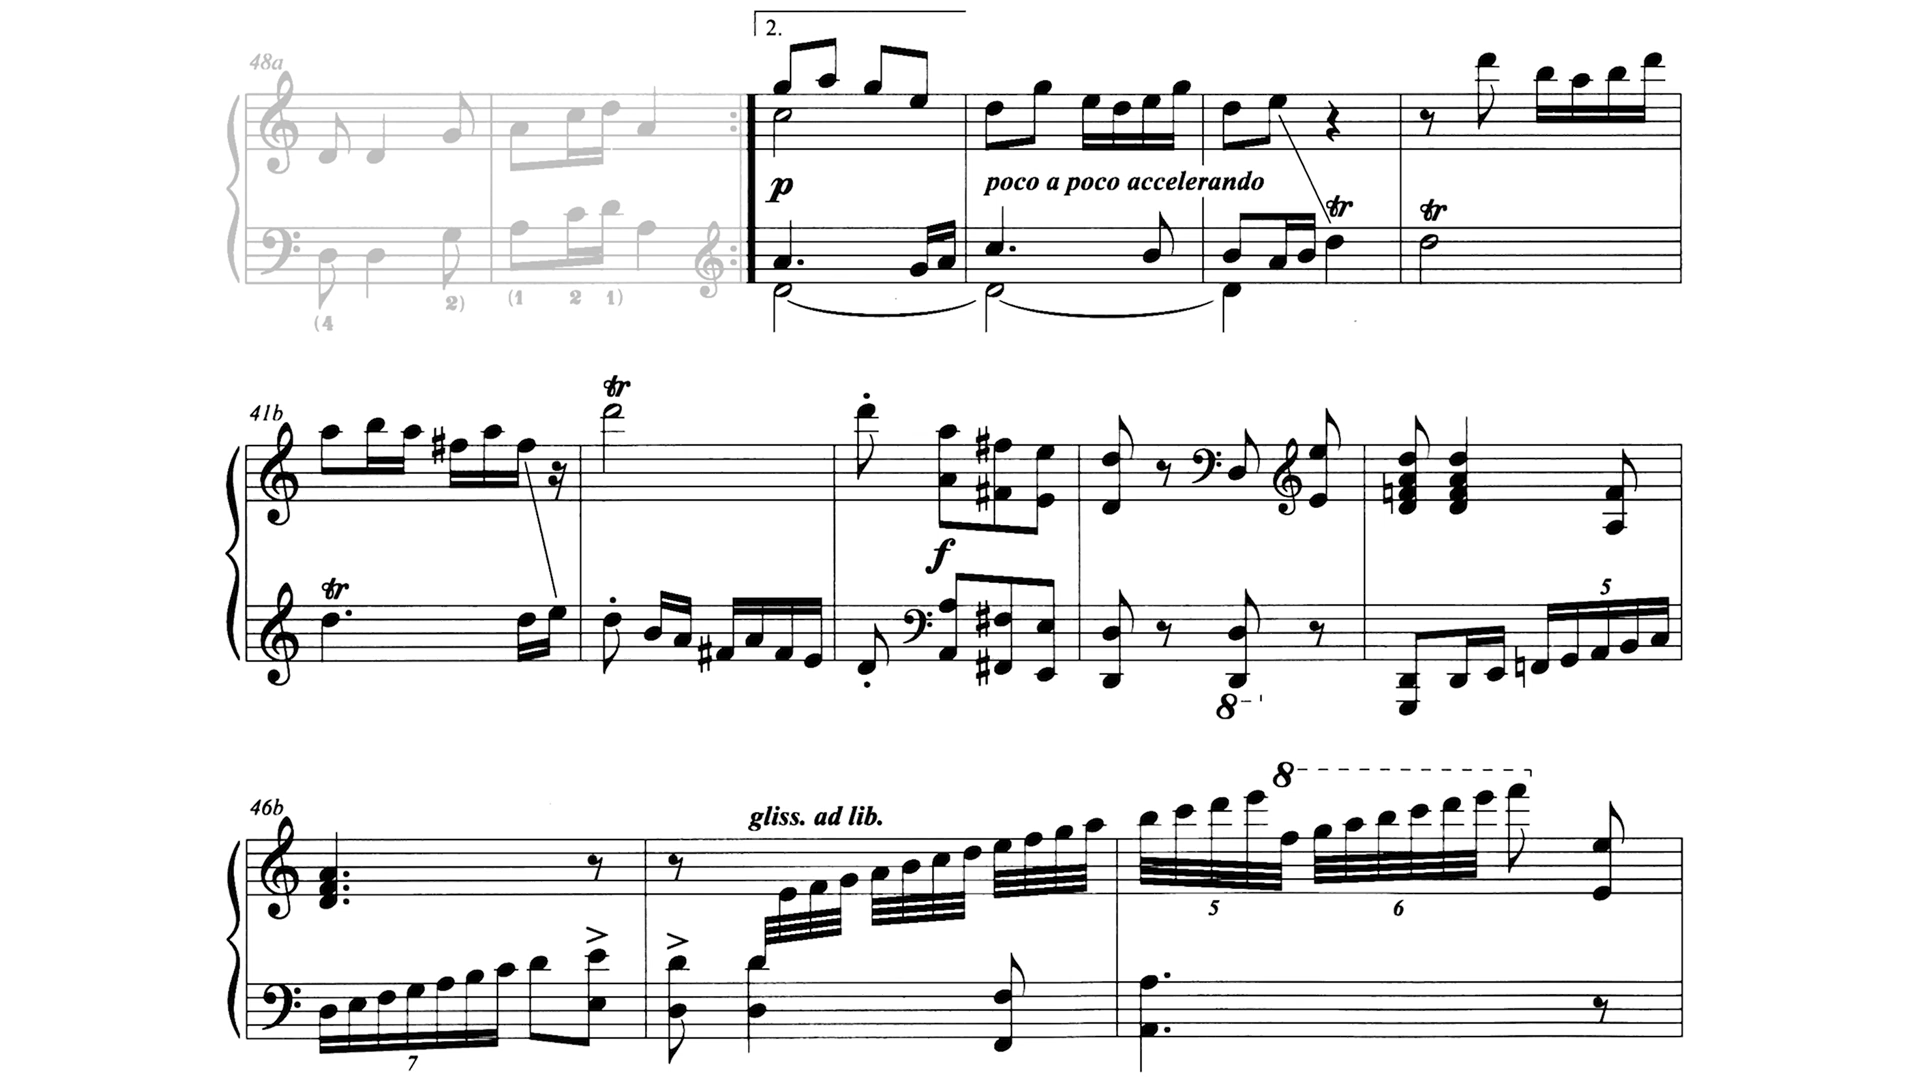 2.
48a
p
poco a poco accelerando
tr tr
2) (1 2 1)
(4
tr
41b
f
tr
5
8
8
46b
gliss. ad lib.
5 6
7